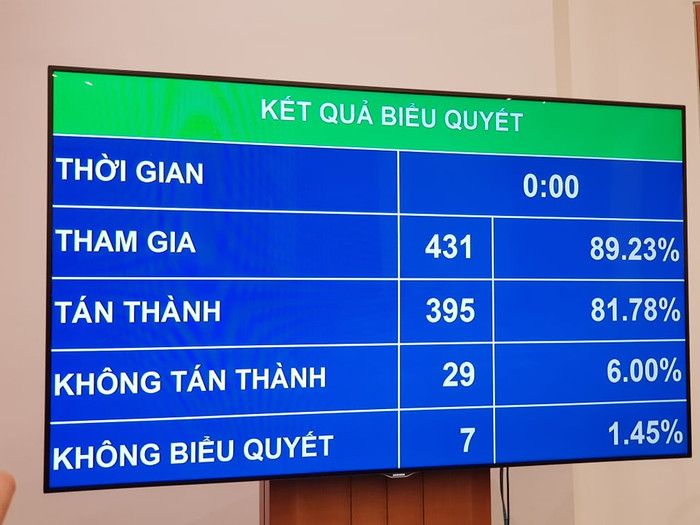 KẾT QUẢ BIỂU QUYẾT
THỜI GIAN 0:00
THAM GIA 431 89.23%
TÁN THÀNH 395 81.78%
KHÔNG TÁN THÀNH 29 6.00%
KHÔNG BIỂU QUYẾT 7 1.45%